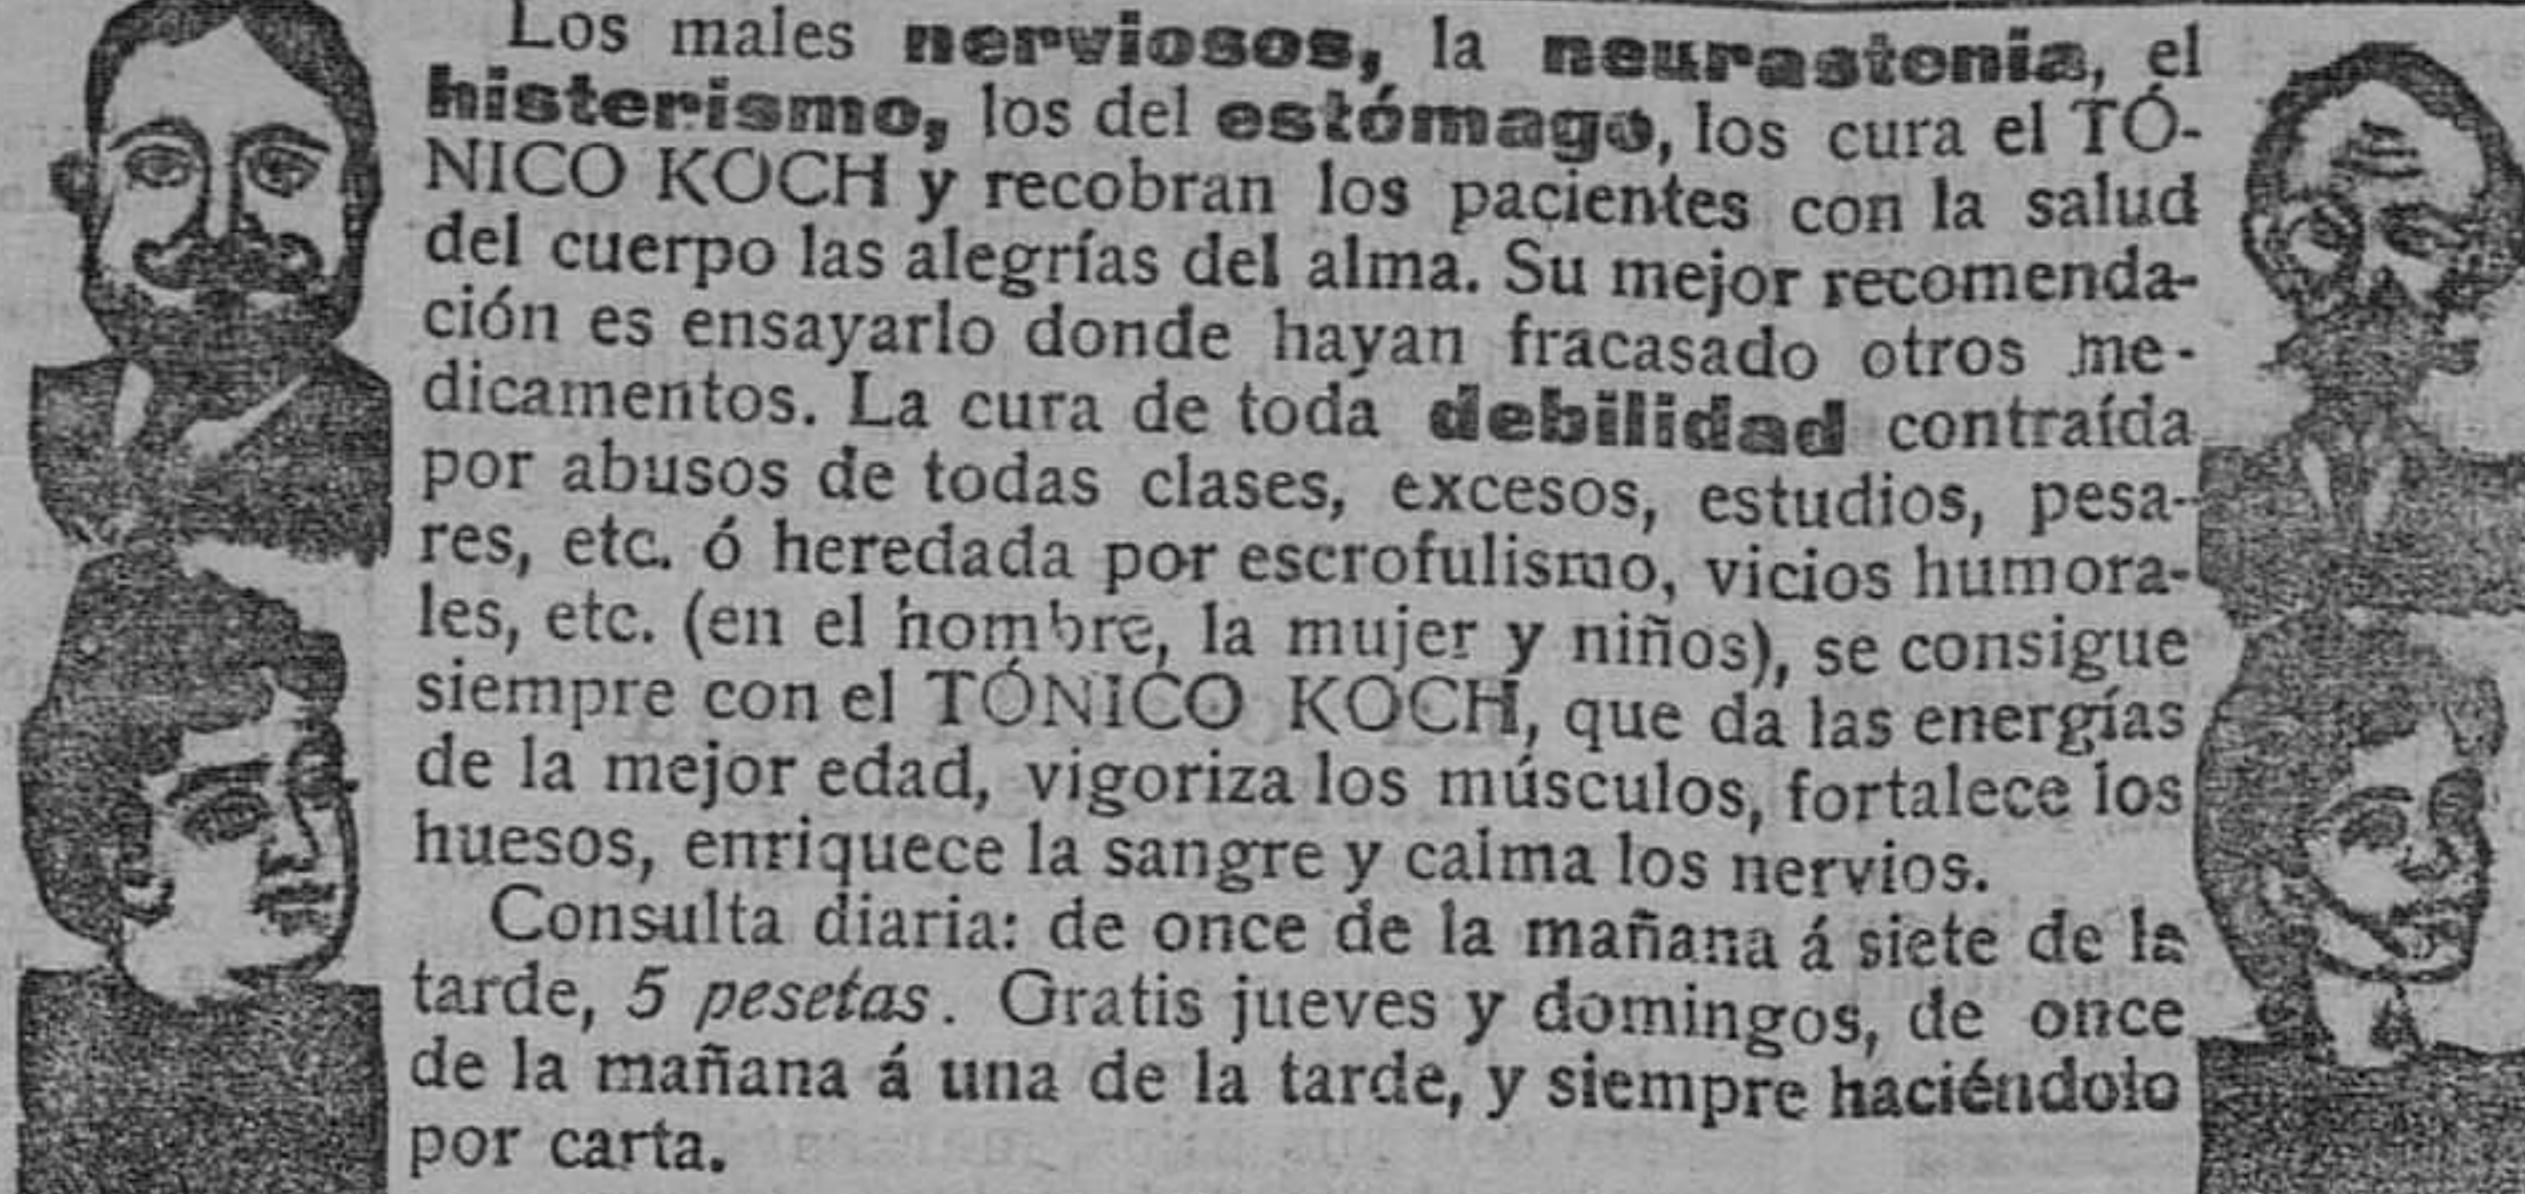 Los males nerviosos, la neurastenia, el
histerismo, los del estómago, los cura el TÓ-
NICO KOCH y recobran los pacientes con la salud
del cuerpo las alegrías del alma. Su mejor recomenda-
ción es ensayarlo donde hayan fracasado otros me-
dicamentos. La cura de toda debilidad contraída
por abusos de todas clases, excesos, estudios, pesa-
res, etc. ó heredada por escrofulismo, vicios humora-
les, etc. (en el hombre, la mujer y niños), se consigue
siempre con el TÓNICO KOCH, que da las energías
de la mejor edad, vigoriza los músculos, fortalece los
huesos, enriquece la sangre y calma los nervios.
Consulta diaria: de once de la mañana á siete de la
tarde, 5 pesetas. Gratis jueves y domingos, de once
de la mañana á una de la tarde, y siempre haciéndolo
por carta.